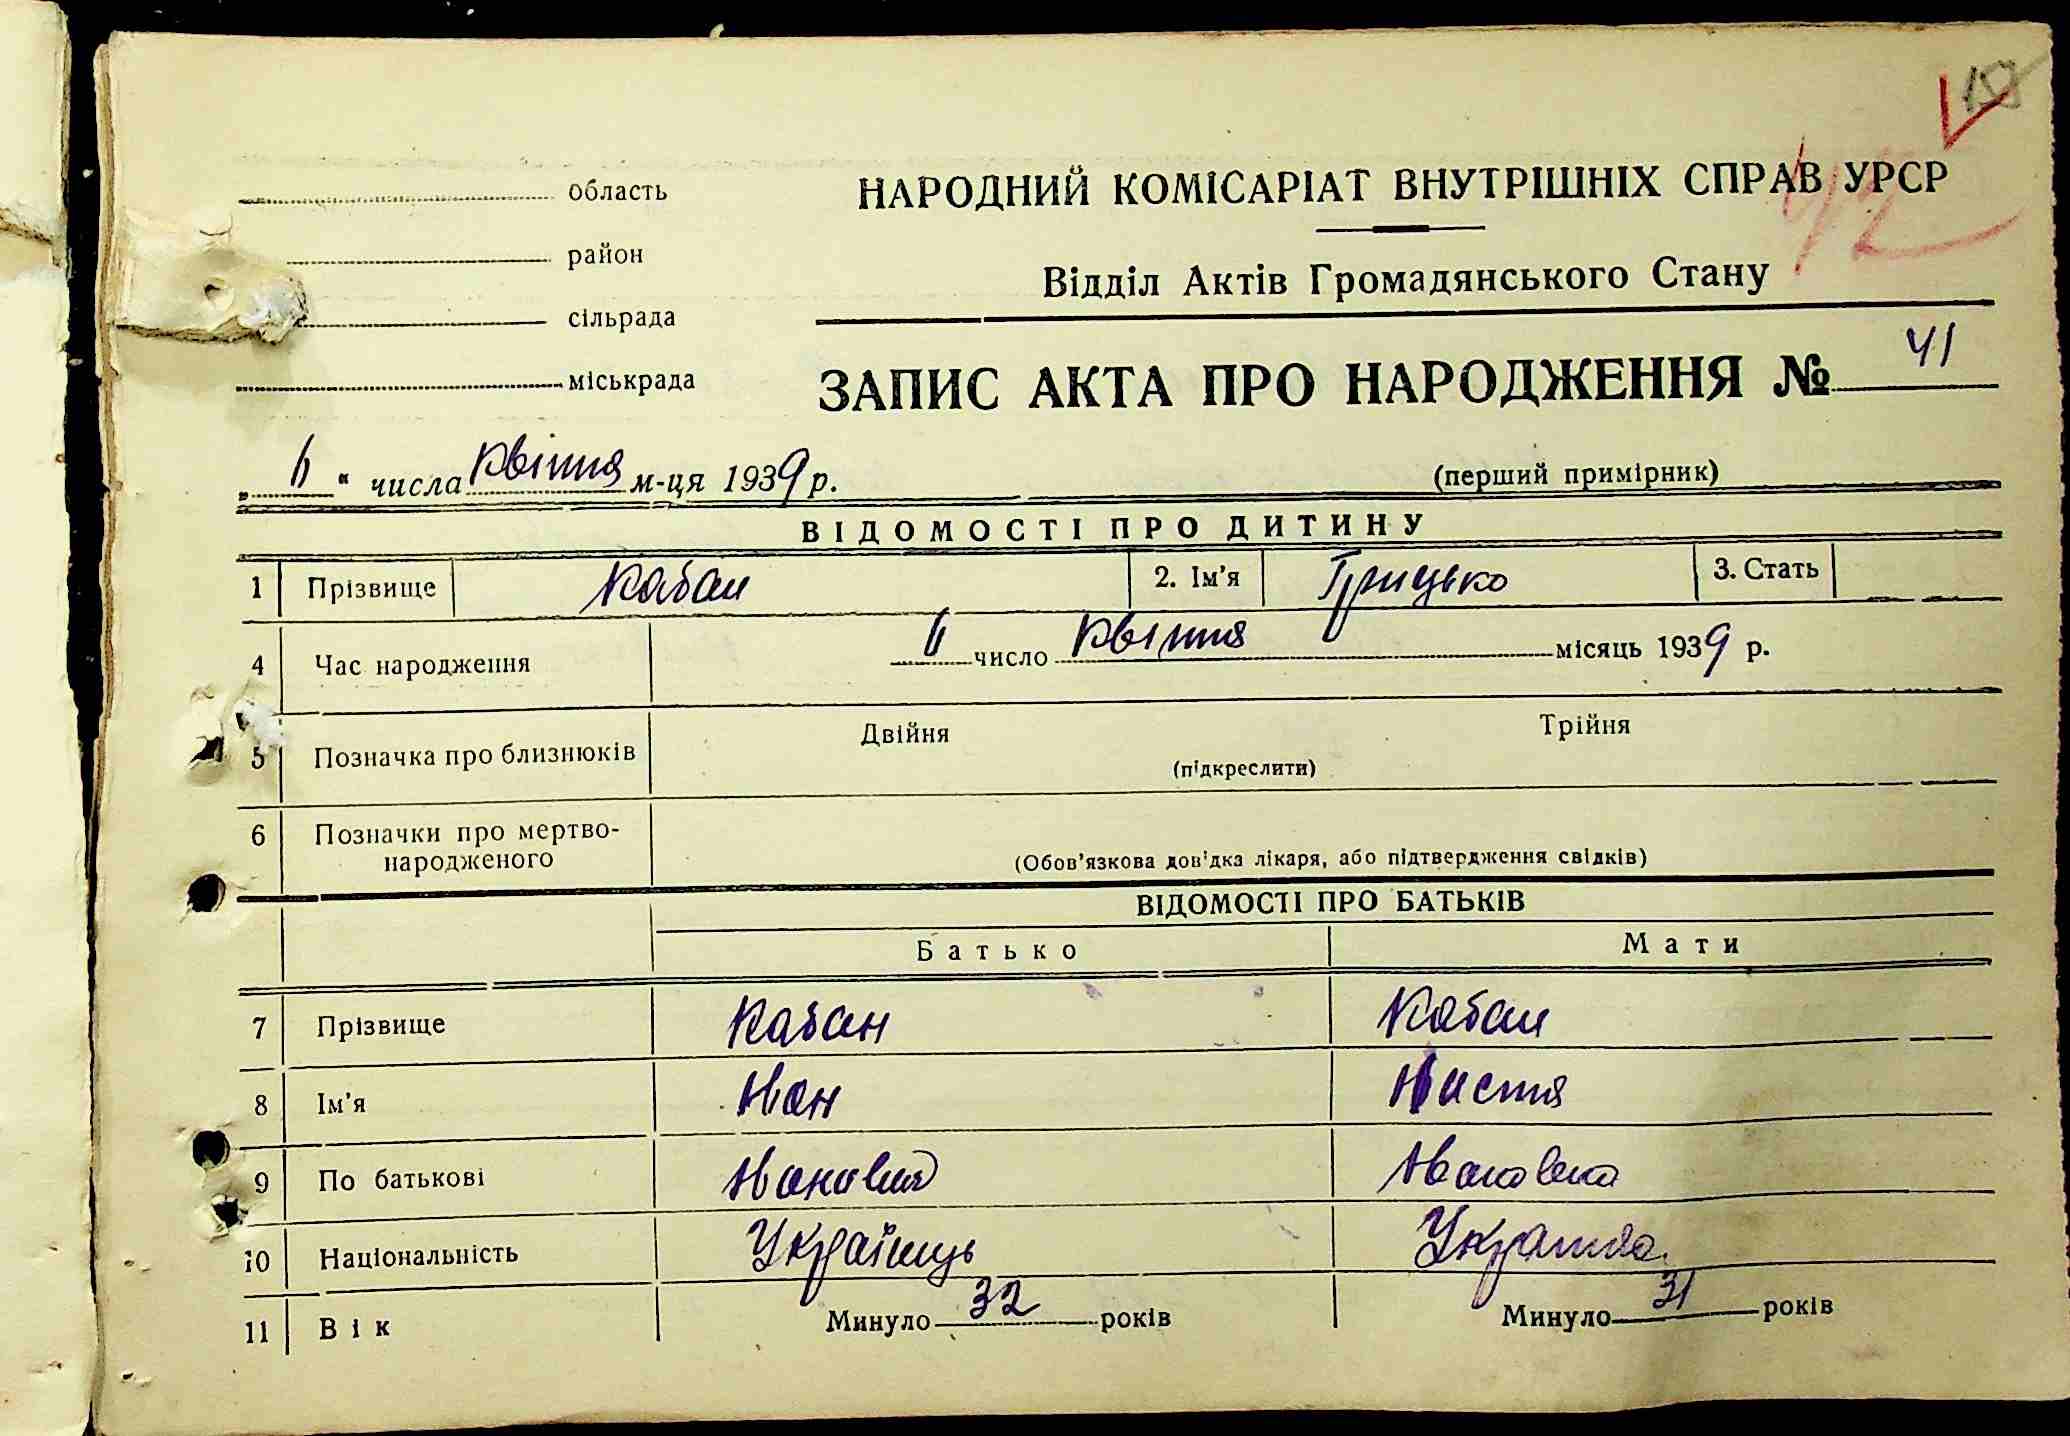 область
район
сільрада
міськрада
НАРОДНИЙ КОМІСАРІАТ ВНУТРІШНІХ СПРАВ УРСР
42
Відділ Актів Громадянського Стану
ЗАПИС АКТА ПРО НАРОДЖЕННЯ № 41
„ 11 “ числа квітня м-ця 1939 р.
(перший примірник)
ВІДОМОСТІ ПРО ДИТИНУ
1 Прізвище Кабан 2. Ім'я Грицько 3. Стать
4 Час народження 11 число квітня місяць 1939 р.
5 Позначка про близнюків Двійня Трійня
(підкреслити)
6 Позначки про мертво-
народженого
(Обов'язкова довідка лікаря, або підтвердження свідків)
ВІДОМОСТІ ПРО БАТЬКІВ
Батько Мати
7 Прізвище Кабан Кабан
8 Ім'я Іван Настя
9 По батькові Іванович Івановна
10 Національність Українець Українка
11 Вік Минуло 32 років Минуло 31 років